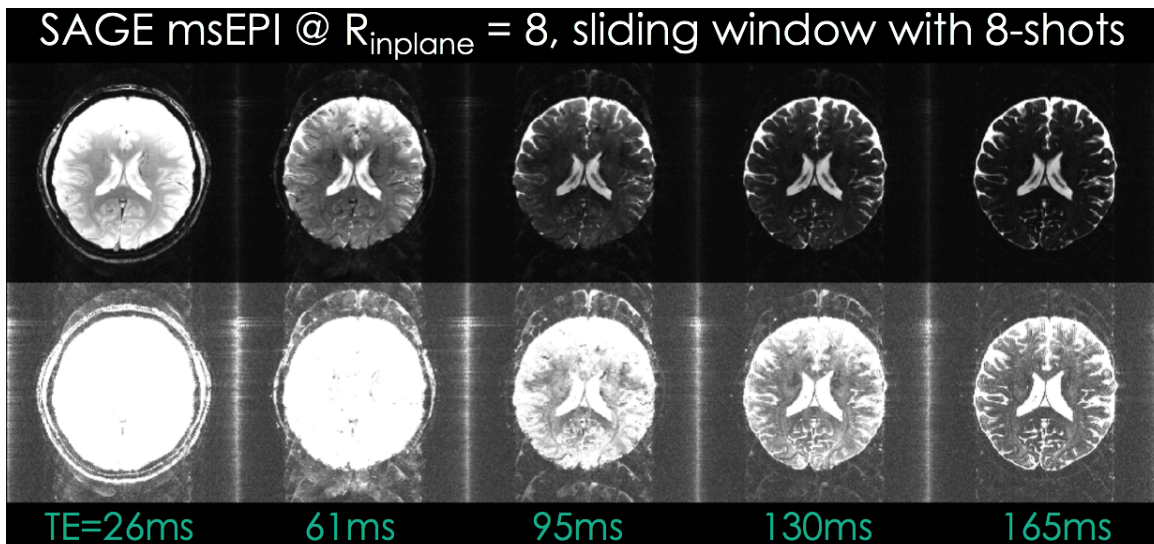 SAGE msEPI @ Rinplane = 8, sliding window with 8-shots
TE=26ms 61ms 95ms 130ms 165ms